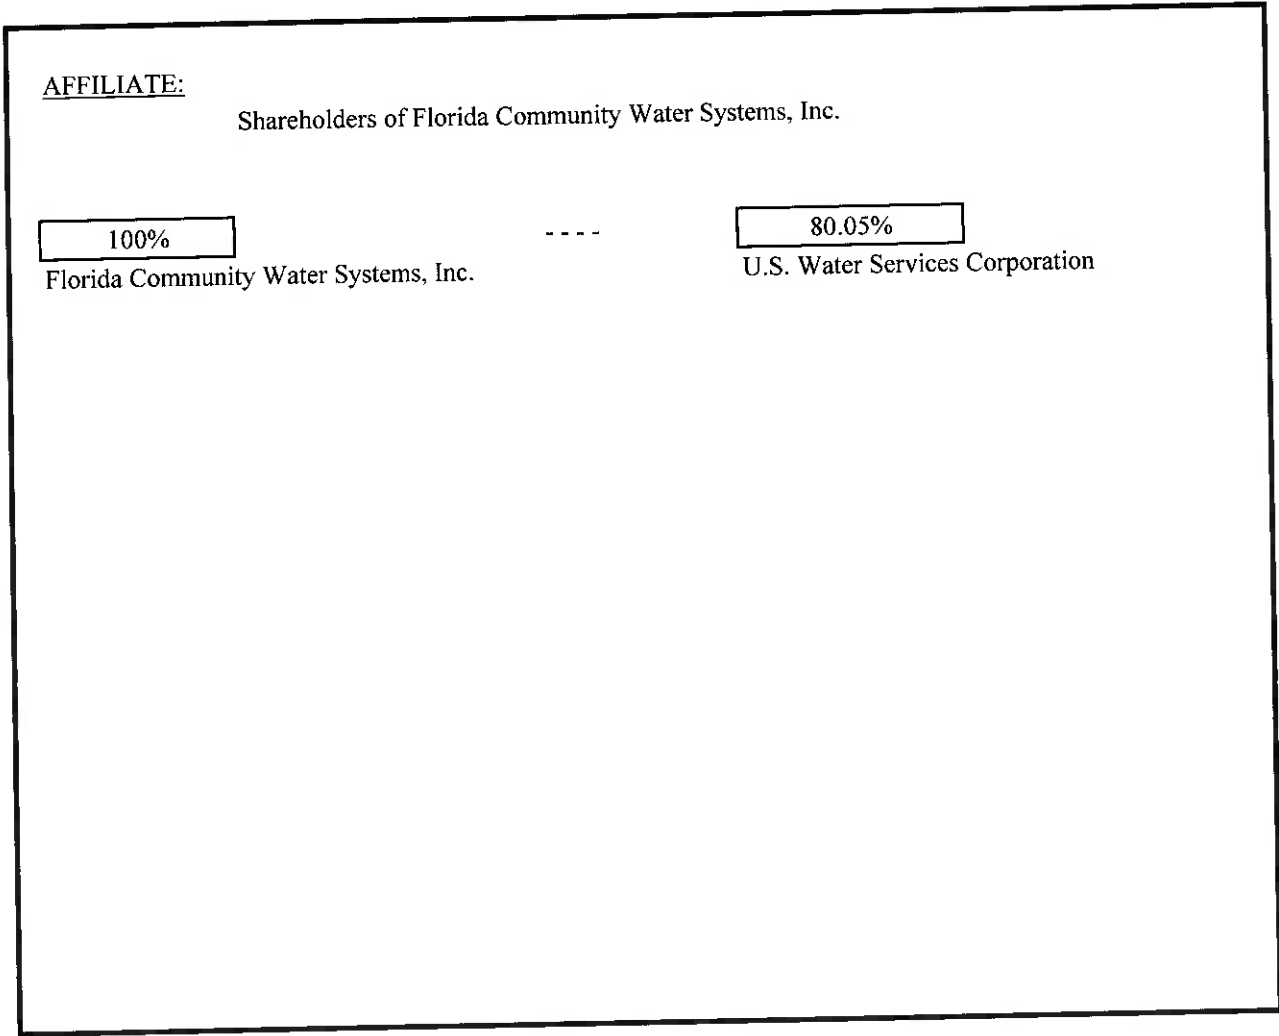 AFFILIATE:
Shareholders of Florida Community Water Systems, Inc.
100%
- - - -
80.05%
Florida Community Water Systems, Inc.
U.S. Water Services Corporation